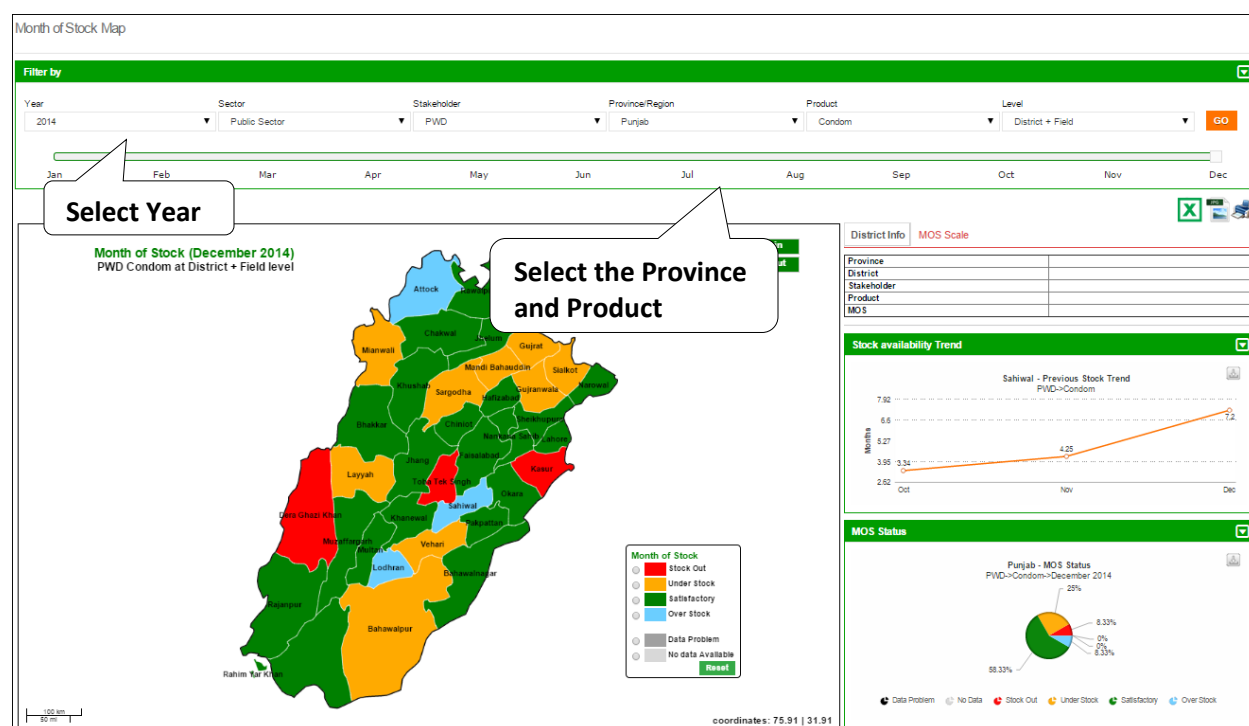 Month of Stock Map
Filter by
Year Sector Stakeholder Province/Region Product Level
2014 Public Sector PWD Punjab Condom District + Field GO
Jan Feb Mar Apr May Jun Jul Aug Sep Oct Nov Dec
Select Year
Select the Province
and Product
Month of Stock (December 2014)
PWD Condom at District + Field level
Attock
Chakwal
Jhelum
Gujrat
Mianwali
Mandi Bahauddin
Sialkot
Khushab
Sargodha
Gujranwala
Narowal
Hafizabad
Bhakkar
Chiniot
Sheikhupura
Nankana Sahib
Lahore
Faisalabad
Jhang
Kasur
Layyah
Toba Tek Singh
Okara
Sahiwal
Dera Ghazi Khan
Khanewal
Pakpattan
Muzaffargarh
Multan
Vehari
Lodhran
Bahawalnagar
Rajanpur
Bahawalpur
Rahim Yar Khan
Month of Stock
Stock Out
Under Stock
Satisfactory
Over Stock
Data Problem
No data Available
Reset
100 km
50 mi
coordinates: 75.91 | 31.91
District Info MOS Scale
Province
District
Stakeholder
Product
MOS
Stock availability Trend
Sahiwal - Previous Stock Trend
PWD->Condom
Months
7.92
6.6
5.27
3.95
2.62
3.34
4.25
7.2
Oct Nov Dec
MOS Status
Punjab - MOS Status
PWD->Condom->December 2014
25%
8.33%
0%
0%
8.33%
58.33%
Data Problem No Data Stock Out Under Stock Satisfactory Over Stock